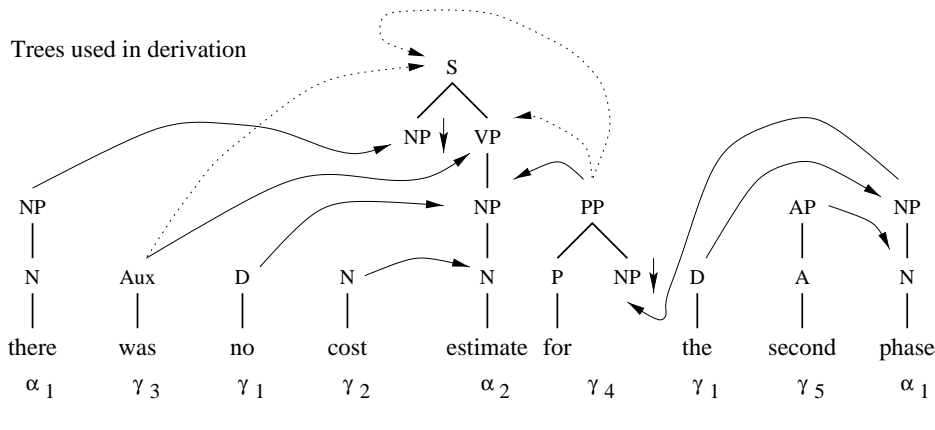 Trees used in derivation
S
NP VP
NP NP PP AP NP
N Aux D N N P NP D A N
there was no cost estimate for the second phase
α 1 γ 3 γ 1 γ 2 α 2 γ 4 γ 1 γ 5 α 1